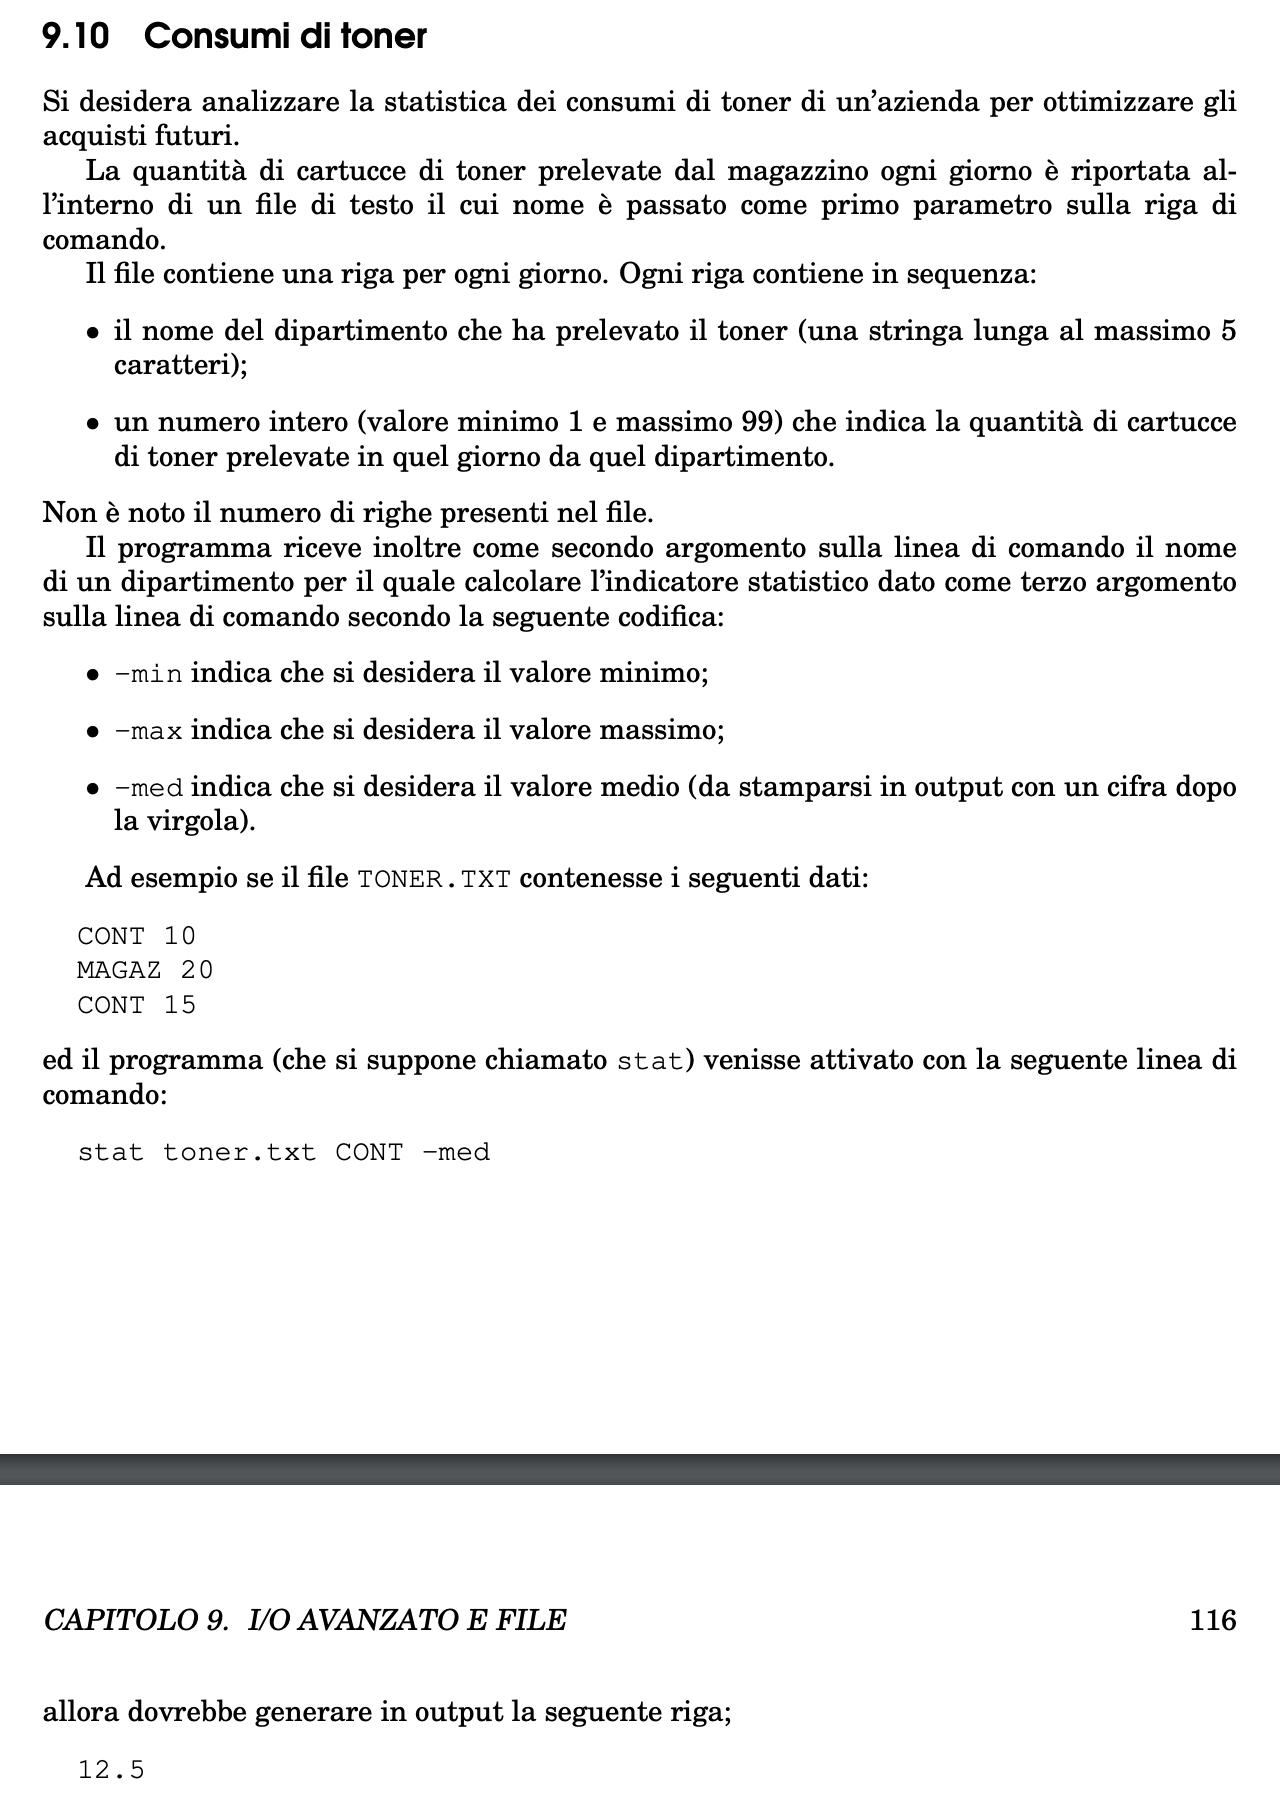 9.10 Consumi di toner
Si desidera analizzare la statistica dei consumi di toner di un'azienda per ottimizzare gli
acquisti futuri.
La quantità di cartucce di toner prelevate dal magazzino ogni giorno è riportata al-
l'interno di un file di testo il cui nome è passato come primo parametro sulla riga di
comando.
Il file contiene una riga per ogni giorno. Ogni riga contiene in sequenza:
• il nome del dipartimento che ha prelevato il toner (una stringa lunga al massimo 5
caratteri);
• un numero intero (valore minimo 1 e massimo 99) che indica la quantità di cartucce
di toner prelevate in quel giorno da quel dipartimento.
Non è noto il numero di righe presenti nel file.
Il programma riceve inoltre come secondo argomento sulla linea di comando il nome
di un dipartimento per il quale calcolare l'indicatore statistico dato come terzo argomento
sulla linea di comando secondo la seguente codifica:
• -min indica che si desidera il valore minimo;
• -max indica che si desidera il valore massimo;
• -med indica che si desidera il valore medio (da stamparsi in output con un cifra dopo
la virgola).
Ad esempio se il file TONER.TXT contenesse i seguenti dati:
CONT 10
MAGAZ 20
CONT 15
ed il programma (che si suppone chiamato stat) venisse attivato con la seguente linea di
comando:
stat toner.txt CONT -med
CAPITOLO 9. I/O AVANZATO E FILE 116
allora dovrebbe generare in output la seguente riga;
12.5